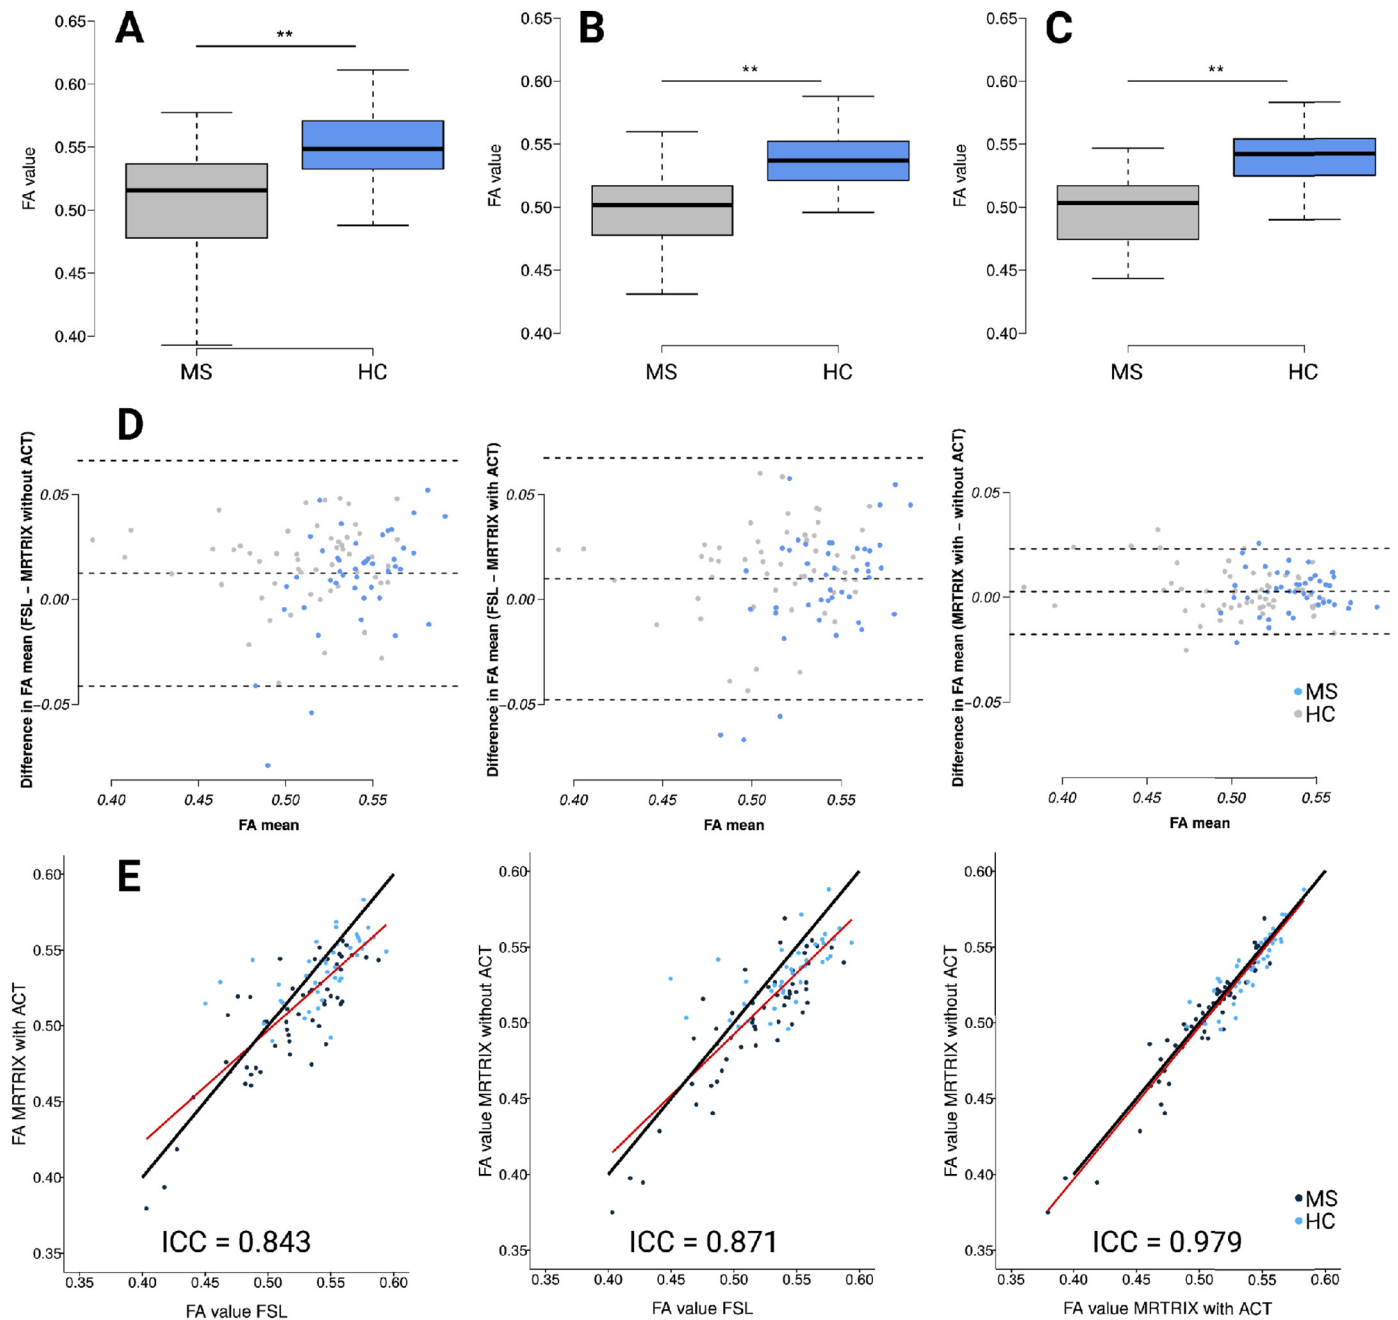 A
FA value
0.65
0.60
0.55
0.50
0.45
0.40
**
MS
HC
B
FA value
0.65
0.60
0.55
0.50
0.45
0.40
**
MS
HC
C
FA value
0.65
0.60
0.55
0.50
0.45
0.40
**
MS
HC
D
Difference in FA mean (FSL − MRTRIX without ACT)
0.05
0.00
−0.05
0.40 0.45 0.50 0.55
FA mean
Difference in FA mean (FSL − MRTRIX with ACT)
0.05
0.00
−0.05
0.40 0.45 0.50 0.55
FA mean
Difference in FA mean (MRTRIX with − without ACT)
0.05
0.00
−0.05
MS
HC
0.40 0.45 0.50 0.55
FA mean
E
FA MRTRIX with ACT
0.60
0.55
0.50
0.45
0.40
0.35
ICC = 0.843
0.35 0.40 0.45 0.50 0.55 0.60
FA value FSL
FA value MRTRIX without ACT
0.60
0.55
0.50
0.45
0.40
0.35
ICC = 0.871
0.35 0.40 0.45 0.50 0.55 0.60
FA value FSL
FA value MRTRIX without ACT
0.60
0.55
0.50
0.45
0.40
0.35
MS
HC
ICC = 0.979
0.35 0.40 0.45 0.50 0.55 0.60
FA value MRTRIX with ACT